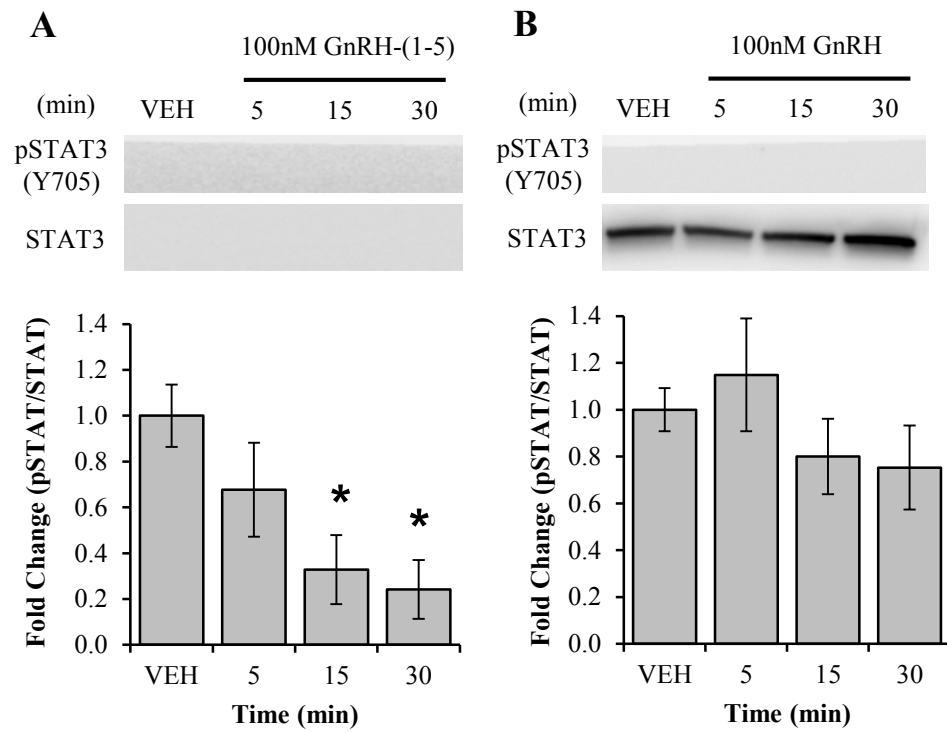 A
100nM GnRH-(1-5)
(min) VEH 5 15 30
pSTAT3
(Y705)
STAT3
Fold Change (pSTAT/STAT)
1.4
1.2
1.0
0.8
0.6
0.4
0.2
0.0
*
*
VEH 5 15 30
Time (min)
B
100nM GnRH
(min) VEH 5 15 30
pSTAT3
(Y705)
STAT3
Fold Change (pSTAT/STAT)
1.4
1.2
1.0
0.8
0.6
0.4
0.2
0.0
VEH 5 15 30
Time (min)